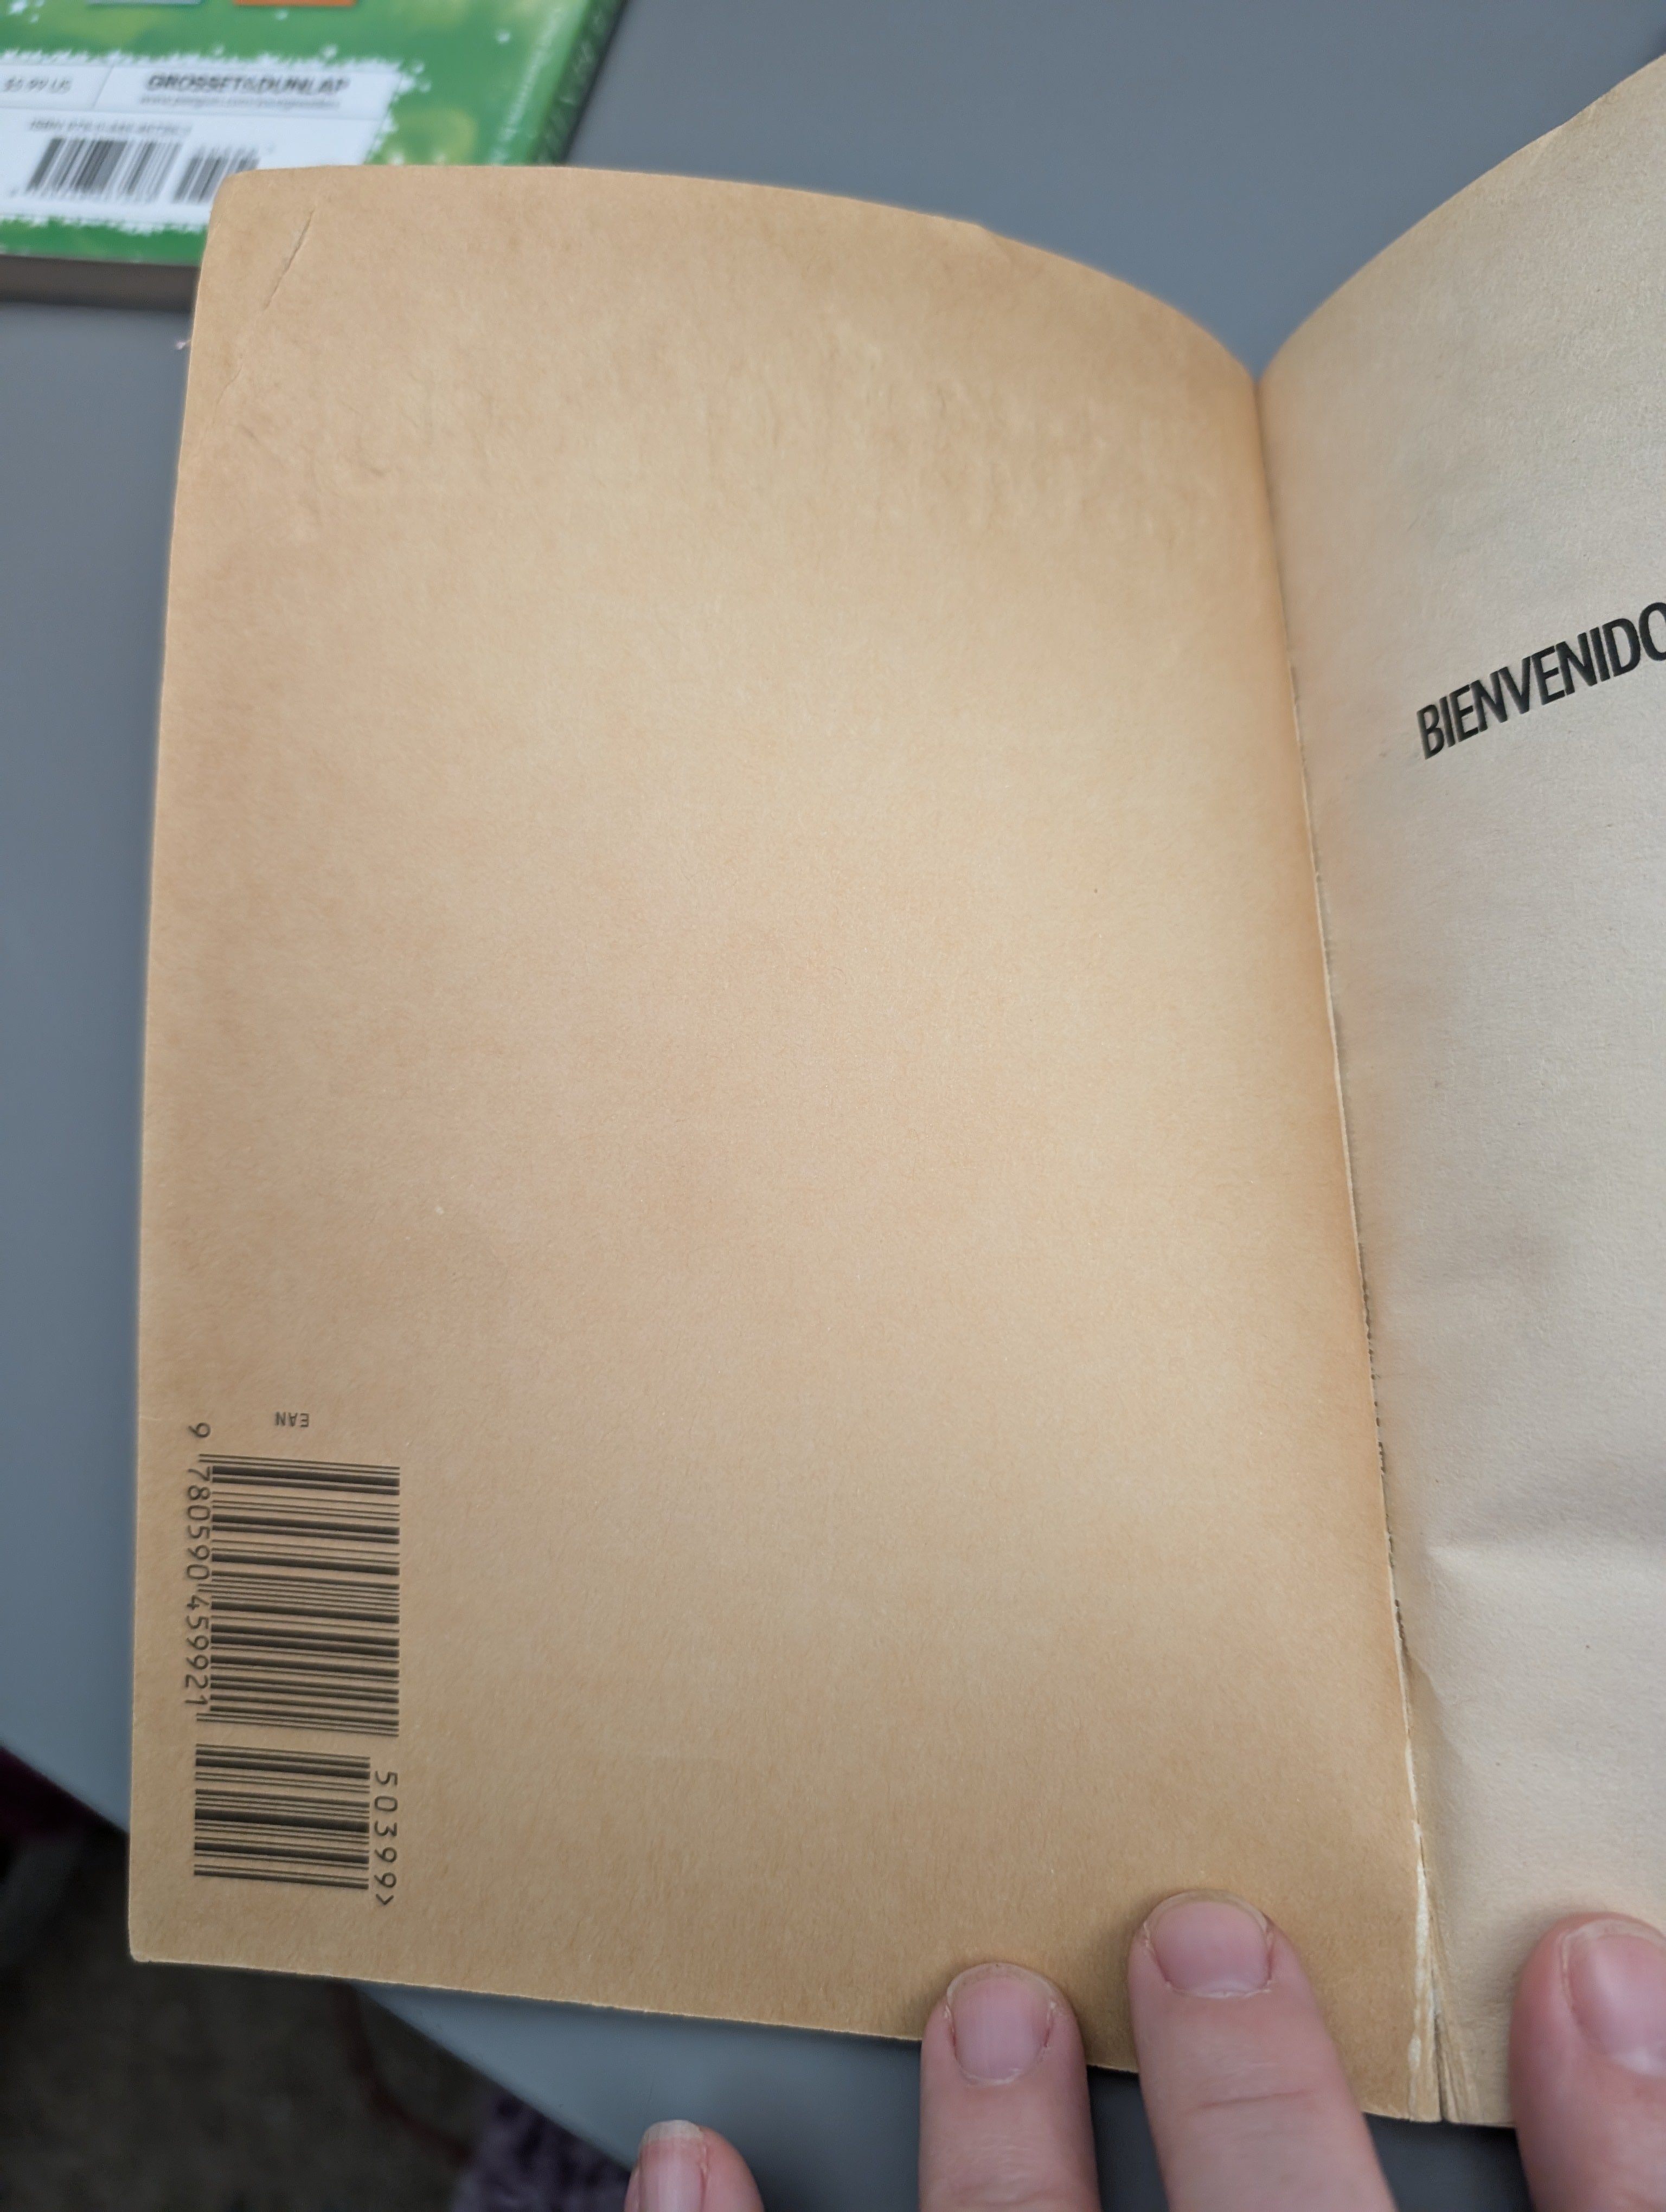 $5.99 US
GROSSET&DUNLAP
BIENVENIDO
EAN
9 780590 459921
50399>